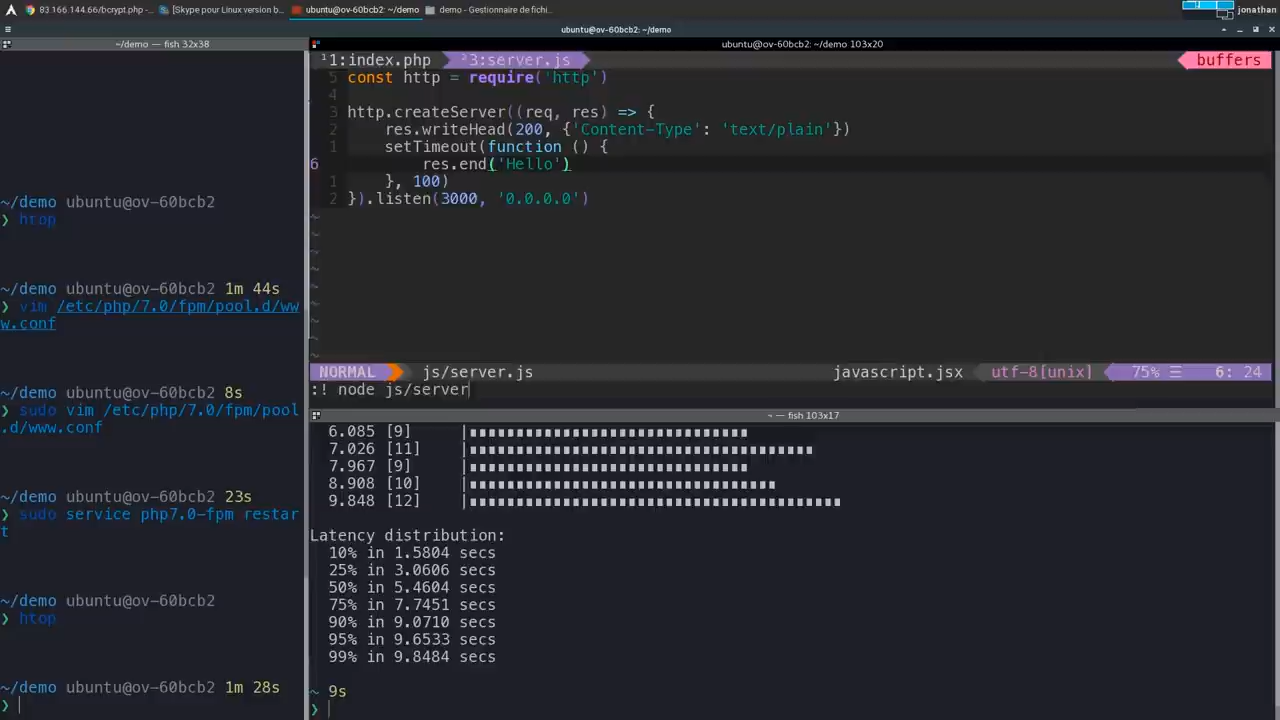 83.166.144.66/bcrypt.php -...
[Skype pour Linux version b...
ubuntu@ov-60bcb2: ~/demo
demo - Gestionnaire de fichi...
jonathan
ubuntu@ov-60bcb2: ~/demo
~/demo — fish 32x38
~/demo ubuntu@ov-60bcb2
❯ htop
~/demo ubuntu@ov-60bcb2 1m 44s
❯ vim /etc/php/7.0/fpm/pool.d/ww
w.conf
~/demo ubuntu@ov-60bcb2 8s
❯ sudo vim /etc/php/7.0/fpm/pool
.d/www.conf
~/demo ubuntu@ov-60bcb2 23s
❯ sudo service php7.0-fpm restar
t
~/demo ubuntu@ov-60bcb2
❯ htop
~/demo ubuntu@ov-60bcb2 1m 28s
❯
ubuntu@ov-60bcb2: ~/demo 103x20
¹1:index.php ²3:server.js buffers
5 const http = require('http')
4
3 http.createServer((req, res) => {
2 res.writeHead(200, {'Content-Type': 'text/plain'})
1 setTimeout(function () {
6 res.end('Hello')
1 }, 100)
2 }).listen(3000, '0.0.0.0')
~
~
~
~
~
~
~
~
~
NORMAL js/server.js javascript.jsx utf-8[unix] 75% ☰ 6: 24
:! node js/server
~ — fish 103x17
6.085 [9] |∎∎∎∎∎∎∎∎∎∎∎∎∎∎∎∎∎∎∎∎∎∎∎∎∎∎∎∎∎∎
7.026 [11] |∎∎∎∎∎∎∎∎∎∎∎∎∎∎∎∎∎∎∎∎∎∎∎∎∎∎∎∎∎∎∎∎∎∎∎∎∎
7.967 [9] |∎∎∎∎∎∎∎∎∎∎∎∎∎∎∎∎∎∎∎∎∎∎∎∎∎∎∎∎∎∎
8.908 [10] |∎∎∎∎∎∎∎∎∎∎∎∎∎∎∎∎∎∎∎∎∎∎∎∎∎∎∎∎∎∎∎∎∎
9.848 [12] |∎∎∎∎∎∎∎∎∎∎∎∎∎∎∎∎∎∎∎∎∎∎∎∎∎∎∎∎∎∎∎∎∎∎∎∎∎∎∎∎
Latency distribution:
10% in 1.5804 secs
25% in 3.0606 secs
50% in 5.4604 secs
75% in 7.7451 secs
90% in 9.0710 secs
95% in 9.6533 secs
99% in 9.8484 secs
~ 9s
❯